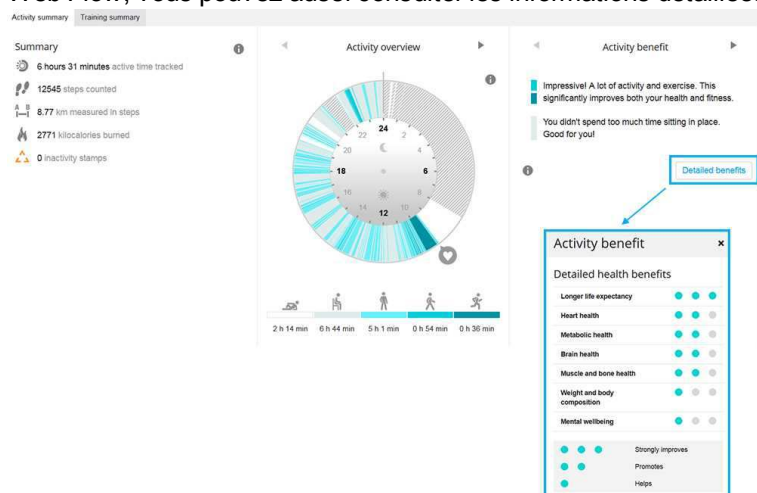 Activity summary Training summary
Summary
6 hours 31 minutes active time tracked
12545 steps counted
A B
8.77 km measured in steps
2771 kilocalories burned
0 inactivity stamps
Activity overview
24
2
4
6
8
10
12
14
16
18
20
22
2 h 14 min 6 h 44 min 5 h 1 min 0 h 54 min 0 h 36 min
Activity benefit
Impressive! A lot of activity and exercise. This
significantly improves both your health and fitness.
You didn't spend too much time sitting in place.
Good for you!
Detailed benefits
Activity benefit ×
Detailed health benefits
Longer life expectancy
Heart health
Metabolic health
Brain health
Muscle and bone health
Weight and body
composition
Mental wellbeing
Strongly improves
Promotes
Helps